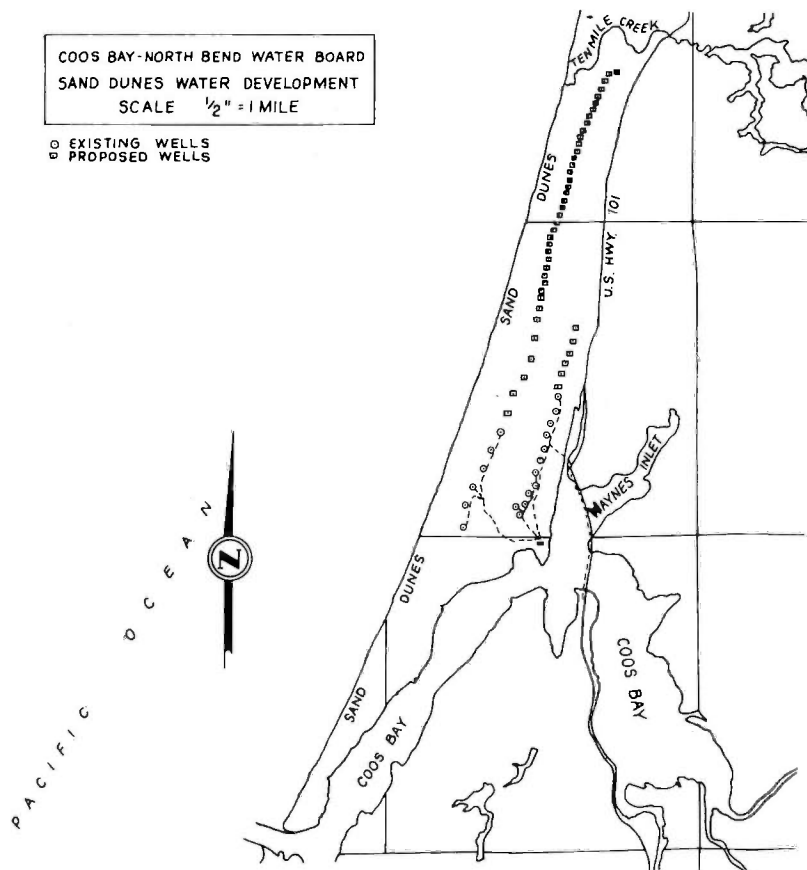 COOS BAY-NORTH BEND WATER BOARD
SAND DUNES WATER DEVELOPMENT
SCALE 1/2" = 1 MILE
EXISTING WELLS
PROPOSED WELLS
TENMILE CREEK
DUNES
SAND
U.S. HWY. 101
HAYNES INLET
PACIFIC OCEAN
N
DUNES
SAND
COOS BAY
COOS BAY